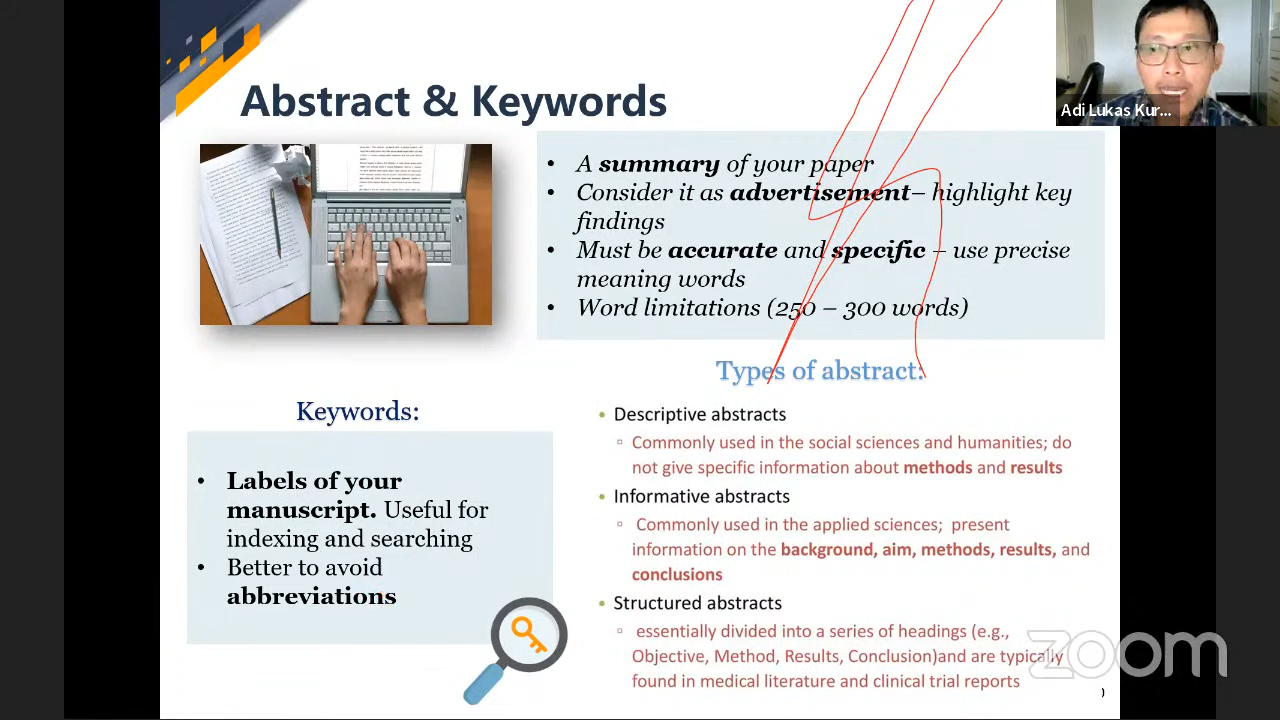 Abstract & Keywords
Adi Lukas Kur...
• A summary of your paper
• Consider it as advertisement– highlight key
findings
• Must be accurate and specific – use precise
meaning words
• Word limitations (250 – 300 words)
Types of abstract:
Keywords:
• Labels of your
manuscript. Useful for
indexing and searching
• Better to avoid
abbreviations
• Descriptive abstracts
Commonly used in the social sciences and humanities; do
not give specific information about methods and results
• Informative abstracts
Commonly used in the applied sciences; present
information on the background, aim, methods, results, and
conclusions
• Structured abstracts
essentially divided into a series of headings (e.g.,
Objective, Method, Results, Conclusion)and are typically
found in medical literature and clinical trial reports
zoom